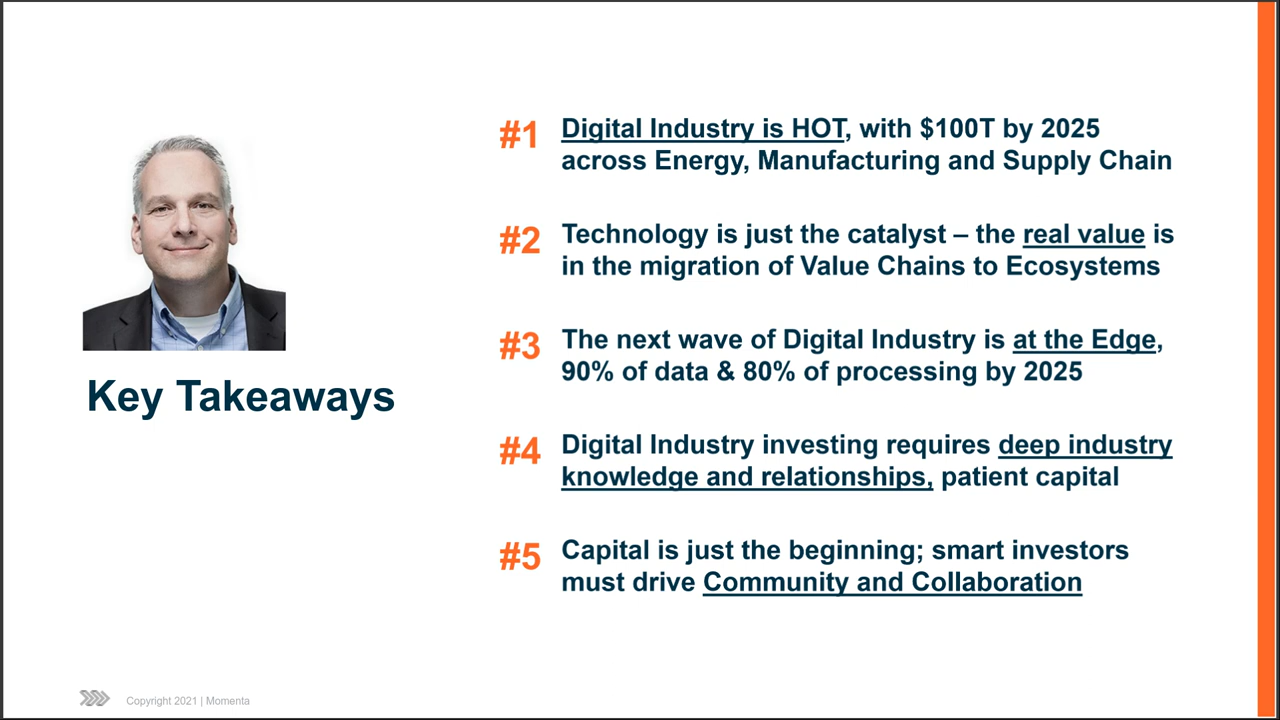 Key Takeaways
#1 Digital Industry is HOT, with $100T by 2025
across Energy, Manufacturing and Supply Chain
#2 Technology is just the catalyst – the real value is
in the migration of Value Chains to Ecosystems
#3 The next wave of Digital Industry is at the Edge,
90% of data & 80% of processing by 2025
#4 Digital Industry investing requires deep industry
knowledge and relationships, patient capital
#5 Capital is just the beginning; smart investors
must drive Community and Collaboration
Copyright 2021 | Momenta